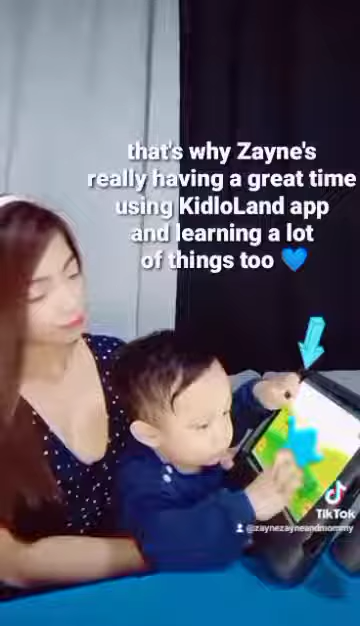 that's why Zayne's
really having a great time
using KidloLand app
and learning a lot
of things too 💙
TikTok
@zaynezayneandmommy